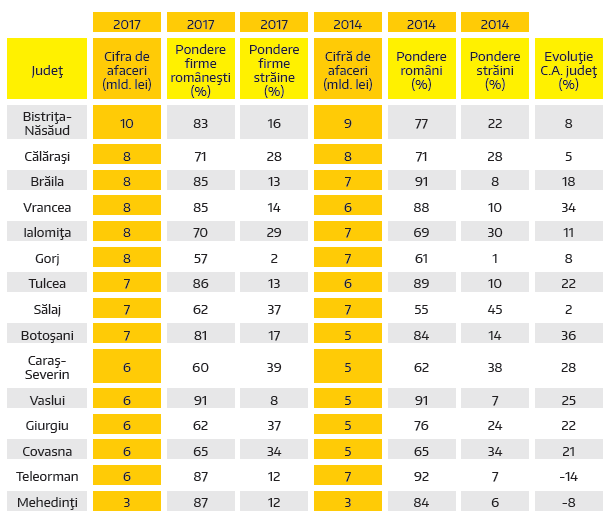 2017 2017 2017 2014 2014 2014
Judeţ Cifra de afaceri (mld. lei) Pondere firme româneşti (%) Pondere firme străine (%) Cifră de afaceri (mld. lei) Pondere români (%) Pondere străini (%) Evoluţie C.A. judeţ (%)
Bistriţa-Năsăud 10 83 16 9 77 22 8
Călăraşi 8 71 28 8 71 28 5
Brăila 8 85 13 7 91 8 18
Vrancea 8 85 14 6 88 10 34
Ialomiţa 8 70 29 7 69 30 11
Gorj 8 57 2 7 61 1 8
Tulcea 7 86 13 6 89 10 22
Sălaj 7 62 37 7 55 45 2
Botoşani 7 81 17 5 84 14 36
Caraş-Severin 6 60 39 5 62 38 28
Vaslui 6 91 8 5 91 7 25
Giurgiu 6 62 37 5 76 24 22
Covasna 6 65 34 5 65 34 21
Teleorman 6 87 12 7 92 7 -14
Mehedinţi 3 87 12 3 84 6 -8